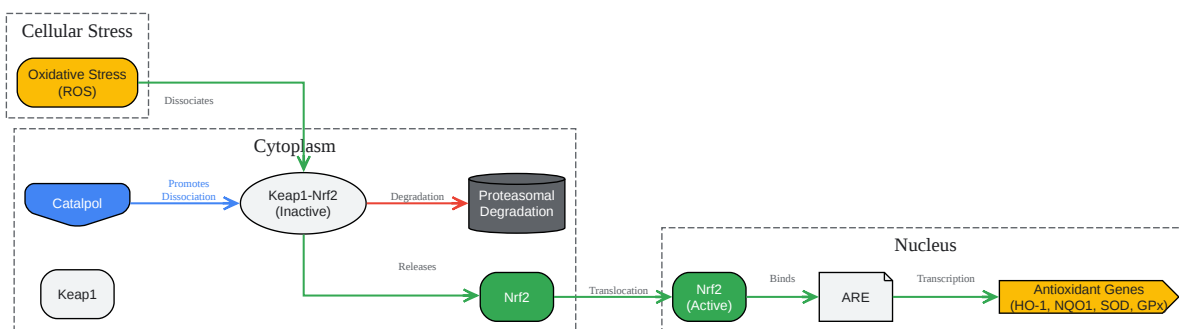 Cellular Stress
Oxidative Stress
(ROS)
Dissociates
Cytoplasm
Catalpol
Promotes
Dissociation
Keap1-Nrf2
(Inactive)
Degradation
Proteasomal
Degradation
Keap1
Releases
Nrf2
Translocation
Nucleus
Nrf2
(Active)
Binds
ARE
Transcription
Antioxidant Genes
(HO-1, NQO1, SOD, GPx)